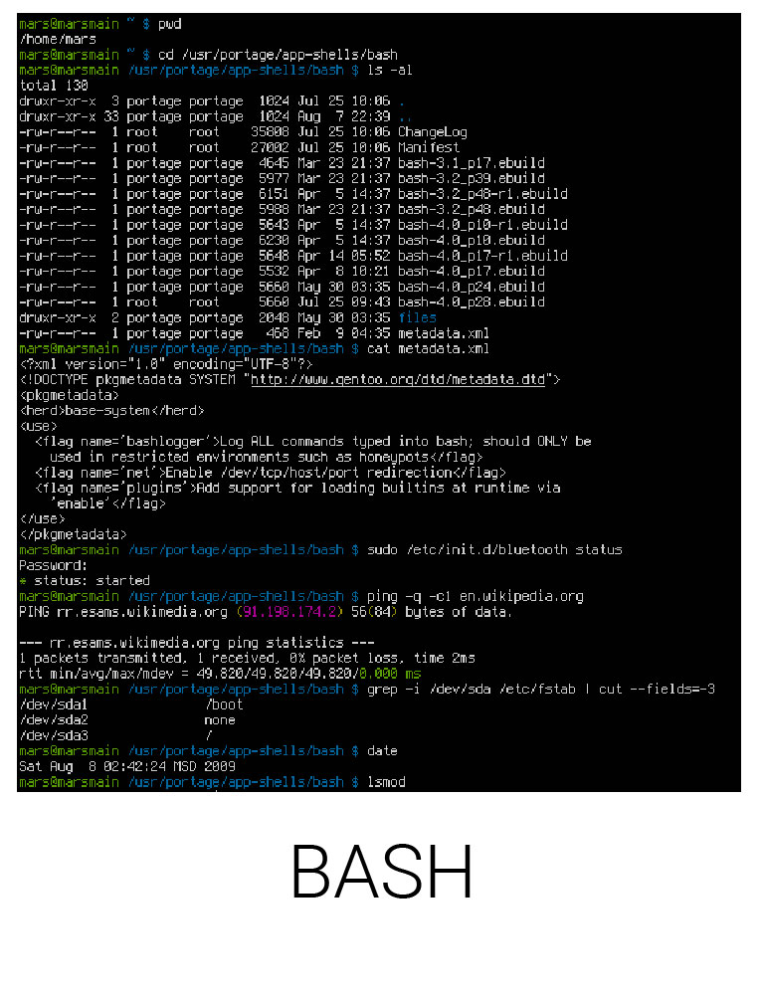 mars@marsmain ~ $ pwd
/home/mars
mars@marsmain ~ $ cd /usr/portage/app-shells/bash
mars@marsmain /usr/portage/app-shells/bash $ ls -al
total 130
drwxr-xr-x  3 portage portage  1024 Jul 25 10:06 .
drwxr-xr-x 33 portage portage  1024 Aug  7 22:39 ..
-rw-r--r--  1 root    root    35808 Jul 25 10:06 ChangeLog
-rw-r--r--  1 root    root    27002 Jul 25 10:06 Manifest
-rw-r--r--  1 portage portage  4645 Mar 23 21:37 bash-3.1_p17.ebuild
-rw-r--r--  1 portage portage  5977 Mar 23 21:37 bash-3.2_p39.ebuild
-rw-r--r--  1 portage portage  6151 Apr  5 14:37 bash-3.2_p48-r1.ebuild
-rw-r--r--  1 portage portage  5988 Mar 23 21:37 bash-3.2_p48.ebuild
-rw-r--r--  1 portage portage  5643 Apr  5 14:37 bash-4.0_p10-r1.ebuild
-rw-r--r--  1 portage portage  6230 Apr  5 14:37 bash-4.0_p10.ebuild
-rw-r--r--  1 portage portage  5648 Apr 14 05:52 bash-4.0_p17-r1.ebuild
-rw-r--r--  1 portage portage  5532 Apr  8 10:21 bash-4.0_p17.ebuild
-rw-r--r--  1 portage portage  5660 May 30 03:35 bash-4.0_p24.ebuild
-rw-r--r--  1 root    root     5660 Jul 25 09:43 bash-4.0_p28.ebuild
drwxr-xr-x  2 portage portage  2048 May 30 03:35 files
-rw-r--r--  1 portage portage   468 Feb  9 04:35 metadata.xml
mars@marsmain /usr/portage/app-shells/bash $ cat metadata.xml
<?xml version="1.0" encoding="UTF-8"?>
<!DOCTYPE pkgmetadata SYSTEM "http://www.gentoo.org/dtd/metadata.dtd">
<pkgmetadata>
<herd>base-system</herd>
<use>
  <flag name='bashlogger'>Log ALL commands typed into bash; should ONLY be
    used in restricted environments such as honeypots</flag>
  <flag name='net'>Enable /dev/tcp/host/port redirection</flag>
  <flag name='plugins'>Add support for loading builtins at runtime via
    'enable'</flag>
</use>
</pkgmetadata>
mars@marsmain /usr/portage/app-shells/bash $ sudo /etc/init.d/bluetooth status
Password:
* status: started
mars@marsmain /usr/portage/app-shells/bash $ ping -q -c1 en.wikipedia.org
PING rr.esams.wikimedia.org (91.198.174.2) 56(84) bytes of data.

--- rr.esams.wikimedia.org ping statistics ---
1 packets transmitted, 1 received, 0% packet loss, time 2ms
rtt min/avg/max/mdev = 49.820/49.820/49.820/0.000 ms
mars@marsmain /usr/portage/app-shells/bash $ grep -i /dev/sda /etc/fstab | cut --fields=-3
/dev/sda1               /boot
/dev/sda2               none
/dev/sda3               /
mars@marsmain /usr/portage/app-shells/bash $ date
Sat Aug  8 02:42:24 MSD 2009
mars@marsmain /usr/portage/app-shells/bash $ lsmod
BASH